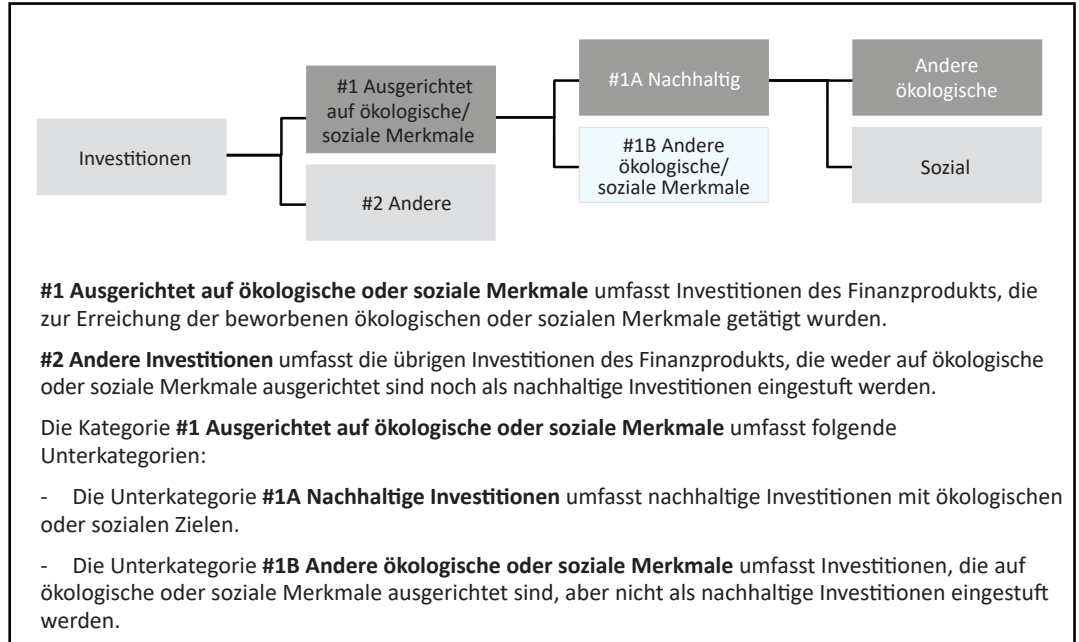 Investitionen
#1 Ausgerichtet
auf ökologische/
soziale Merkmale
#2 Andere
#1A Nachhaltig
#1B Andere
ökologische/
soziale Merkmale
Andere
ökologische
Sozial
#1 Ausgerichtet auf ökologische oder soziale Merkmale umfasst Investitionen des Finanzprodukts, die
zur Erreichung der beworbenen ökologischen oder sozialen Merkmale getätigt wurden.
#2 Andere Investitionen umfasst die übrigen Investitionen des Finanzprodukts, die weder auf ökologische
oder soziale Merkmale ausgerichtet sind noch als nachhaltige Investitionen eingestuft werden.
Die Kategorie #1 Ausgerichtet auf ökologische oder soziale Merkmale umfasst folgende
Unterkategorien:
- Die Unterkategorie #1A Nachhaltige Investitionen umfasst nachhaltige Investitionen mit ökologischen
oder sozialen Zielen.
- Die Unterkategorie #1B Andere ökologische oder soziale Merkmale umfasst Investitionen, die auf
ökologische oder soziale Merkmale ausgerichtet sind, aber nicht als nachhaltige Investitionen eingestuft
werden.